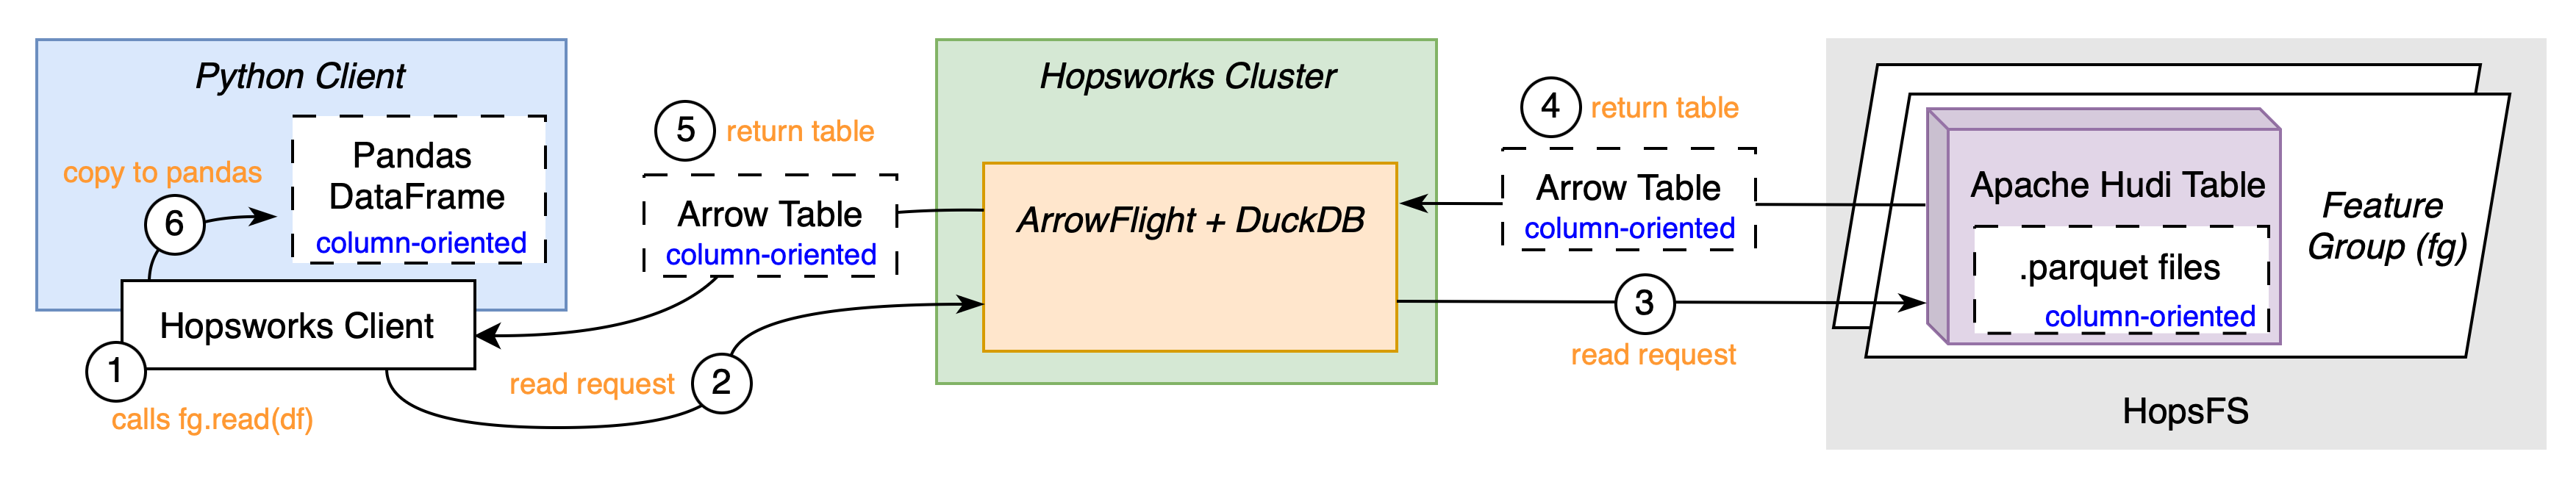 Python Client
copy to pandas
6
Pandas
DataFrame
column-oriented
Hopsworks Client
1
calls fg.read(df)
5
return table
Arrow Table
column-oriented
read request
2
Hopsworks Cluster
ArrowFlight + DuckDB
4
return table
Arrow Table
column-oriented
3
read request
Apache Hudi Table
.parquet files
column-oriented
Feature
Group (fg)
HopsFS